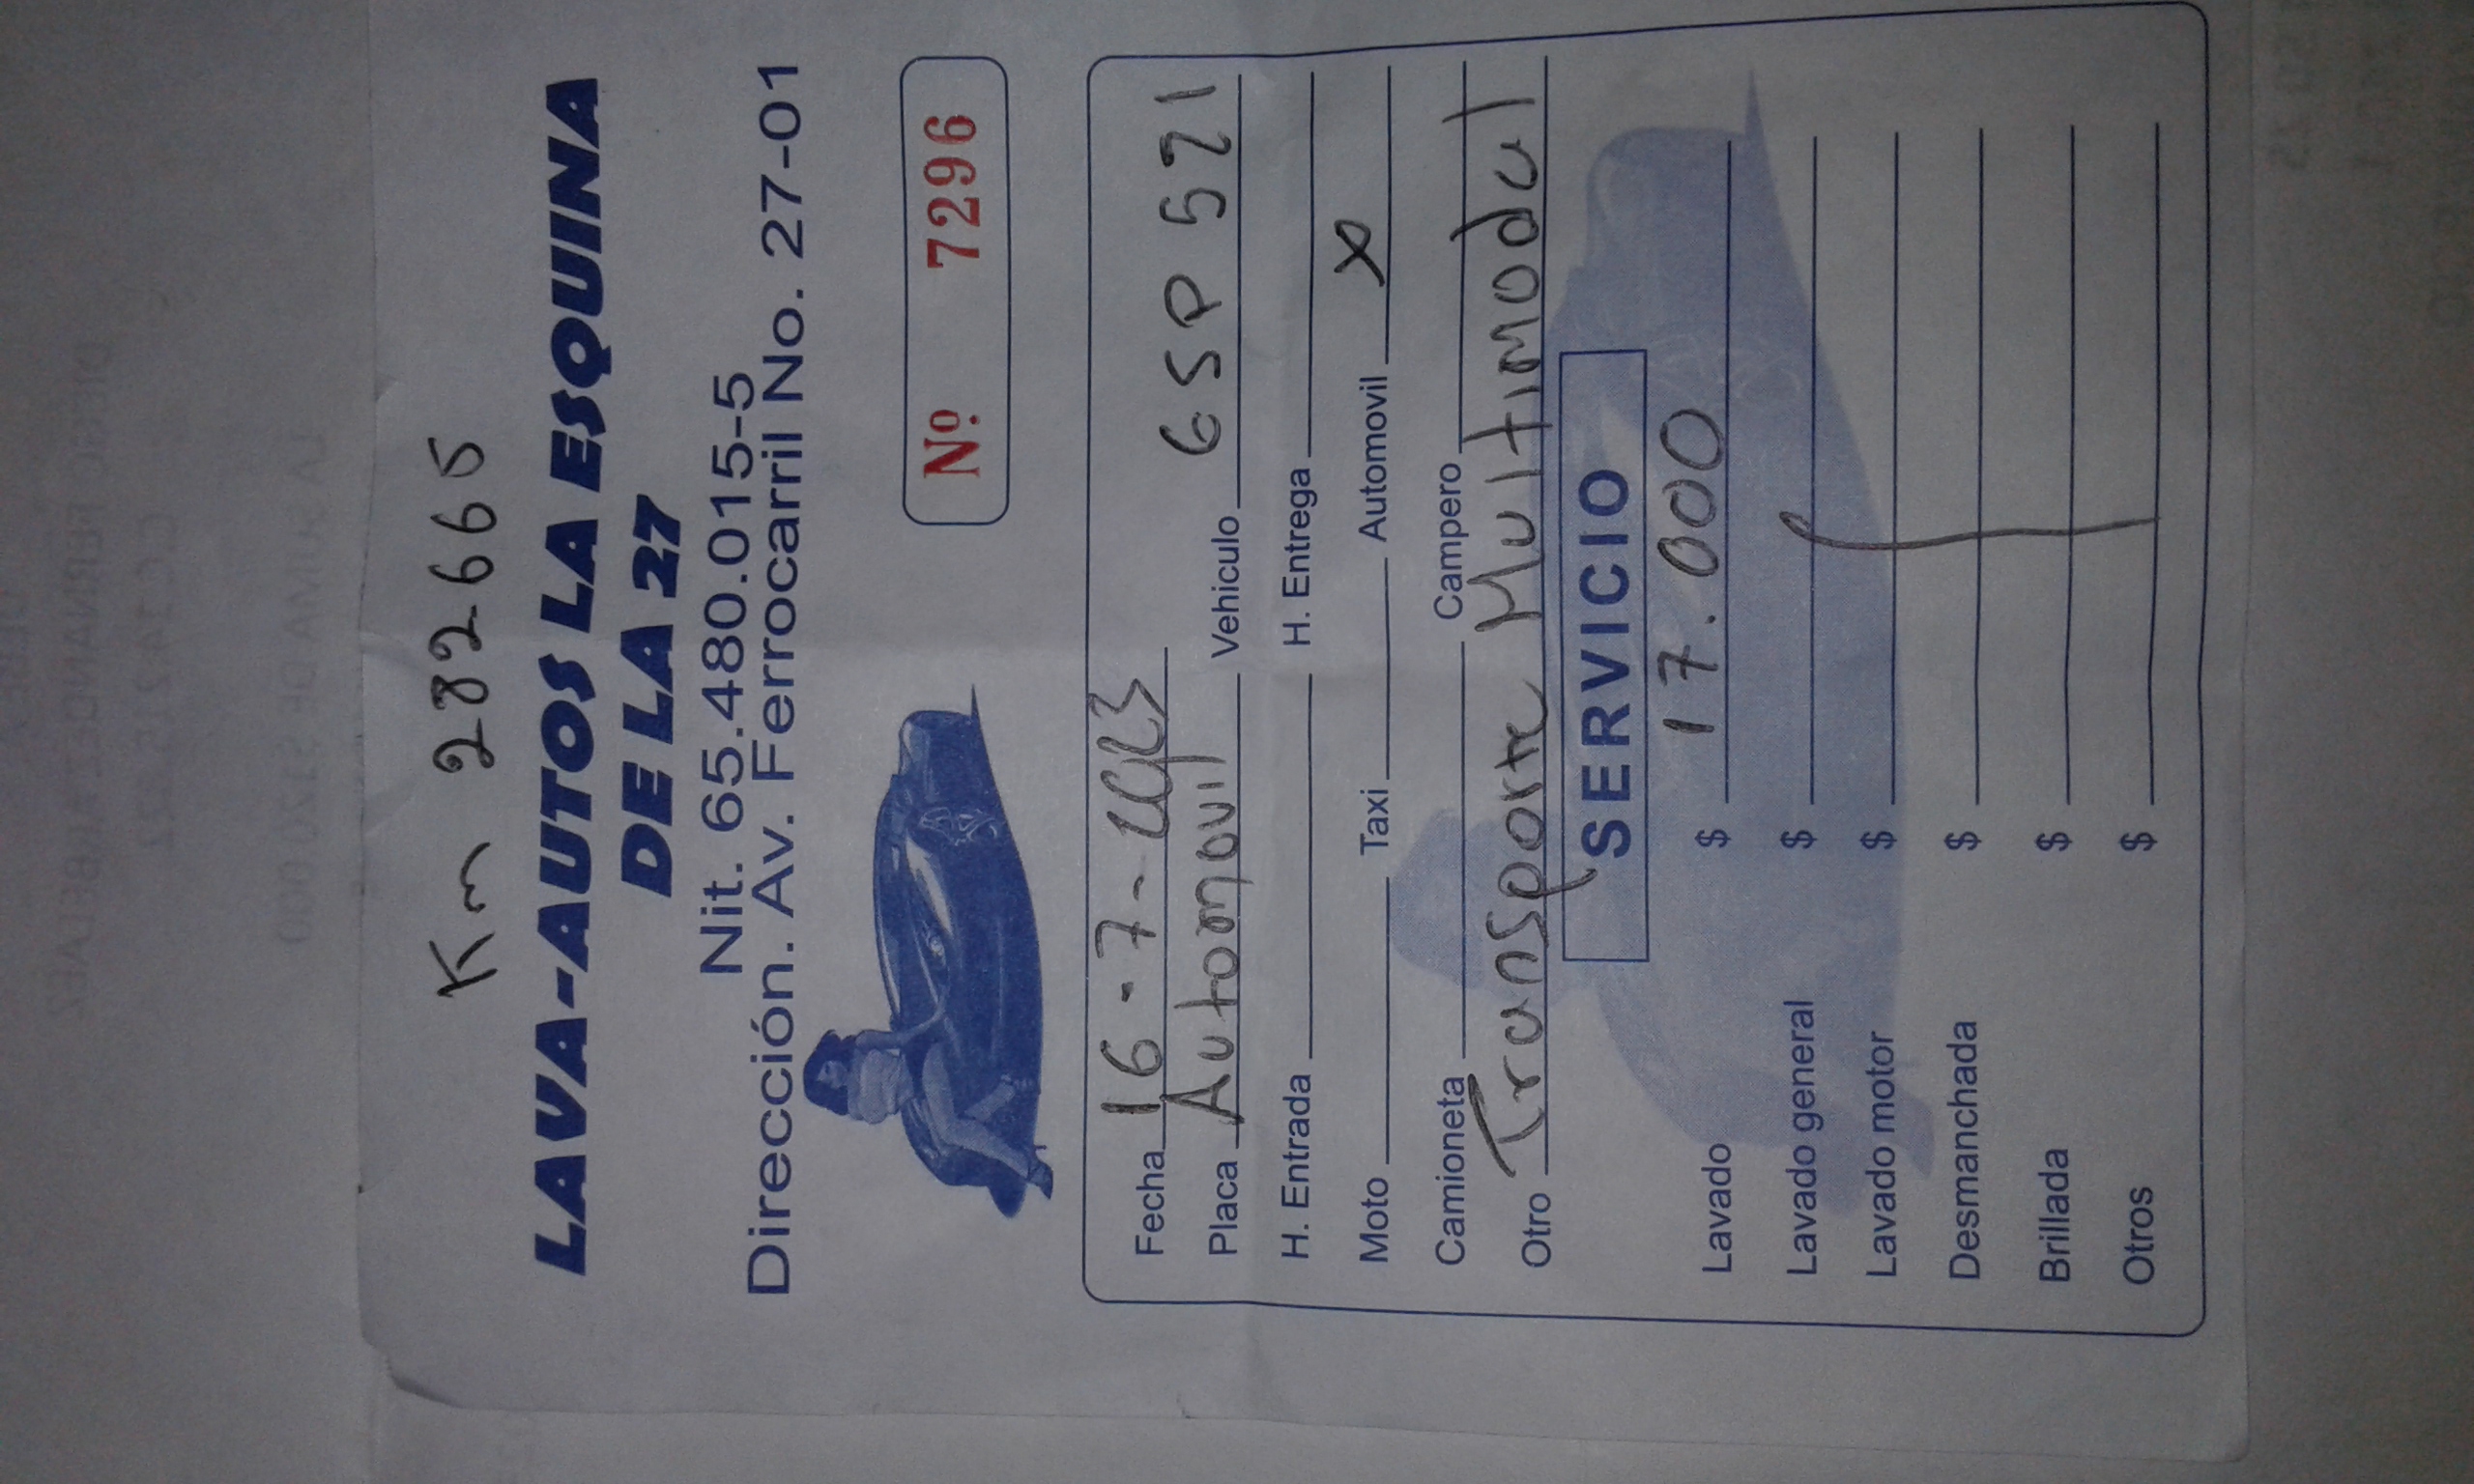 Km 282665
LAVA-AUTOS LA ESQUINA
DE LA 27
Nit. 65.480.015-5
Dirección. Av. Ferrocarril No. 27-01
Nº 7296
Fecha 16-7-2023
Placa Automovil Vehiculo 6SP 521
H. Entrada H. Entrega
Moto Taxi Automovil X
Camioneta Campero
Otro Transporte Multimodal
SERVICIO
Lavado $ 17.000
Lavado general $
Lavado motor $
Desmanchada $
Brillada $
Otros $